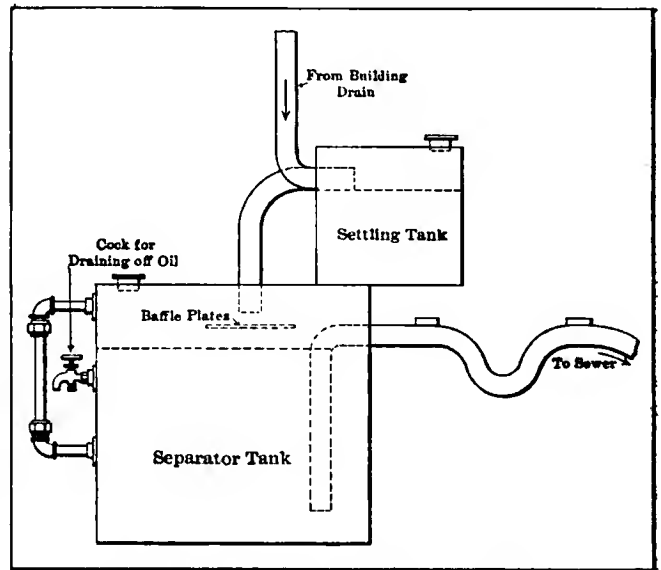 From Building
Drain
Settling Tank
Cock for
Draining off Oil
Baffle Plates
To Sewer
Separator Tank